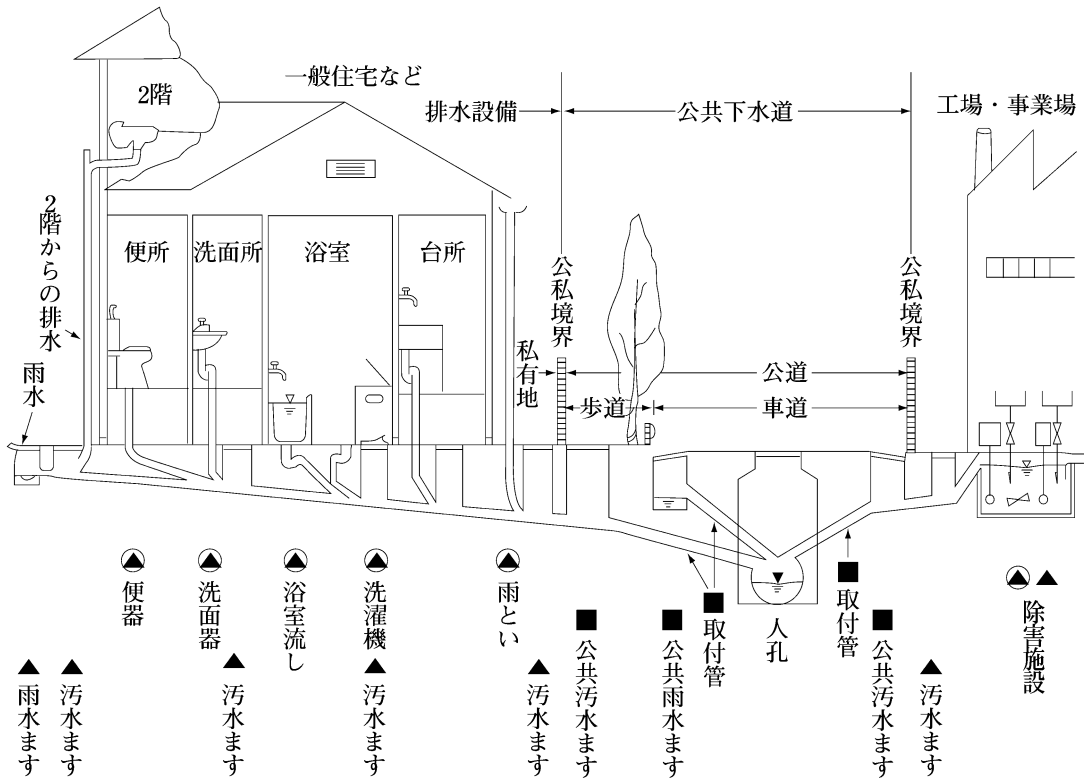 一般住宅など
2階
排水設備
公共下水道
工場・事業場
2階からの排水
雨水
便所
洗面所
浴室
台所
公私境界
公私境界
私有地
公道
歩道
車道
便器
洗面器
浴室流し
洗濯機
雨とい
取付管
人孔
取付管
除害施設
雨水ます
汚水ます
汚水ます
汚水ます
汚水ます
公共汚水ます
公共雨水ます
公共汚水ます
汚水ます